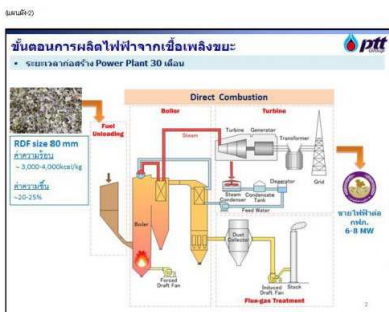 (แผนผัง 2)
ขั้นตอนการผลิตไฟฟ้าจากเชื้อเพลิงขยะ
ptt
• ระยะเวลาก่อสร้าง Power Plant 30 เดือน
Direct Combustion
Boiler
Turbine
Fuel Unloading
Steam
Turbine Generator
Transformer
RDF size 80 mm
ค่าความร้อน
~ 3,000-4,000kcal/kg
ค่าความชื้น
~20-25%
Deaerator
Grid
Steam Condenser
Condensate Tank
Feed Water
ขายไฟฟ้าต่อ
กฟภ.
6-8 MW
Boiler
Dust Collector
Forced Draft Fan
Induced Draft Fan
Stack
Flue-gas Treatment
2